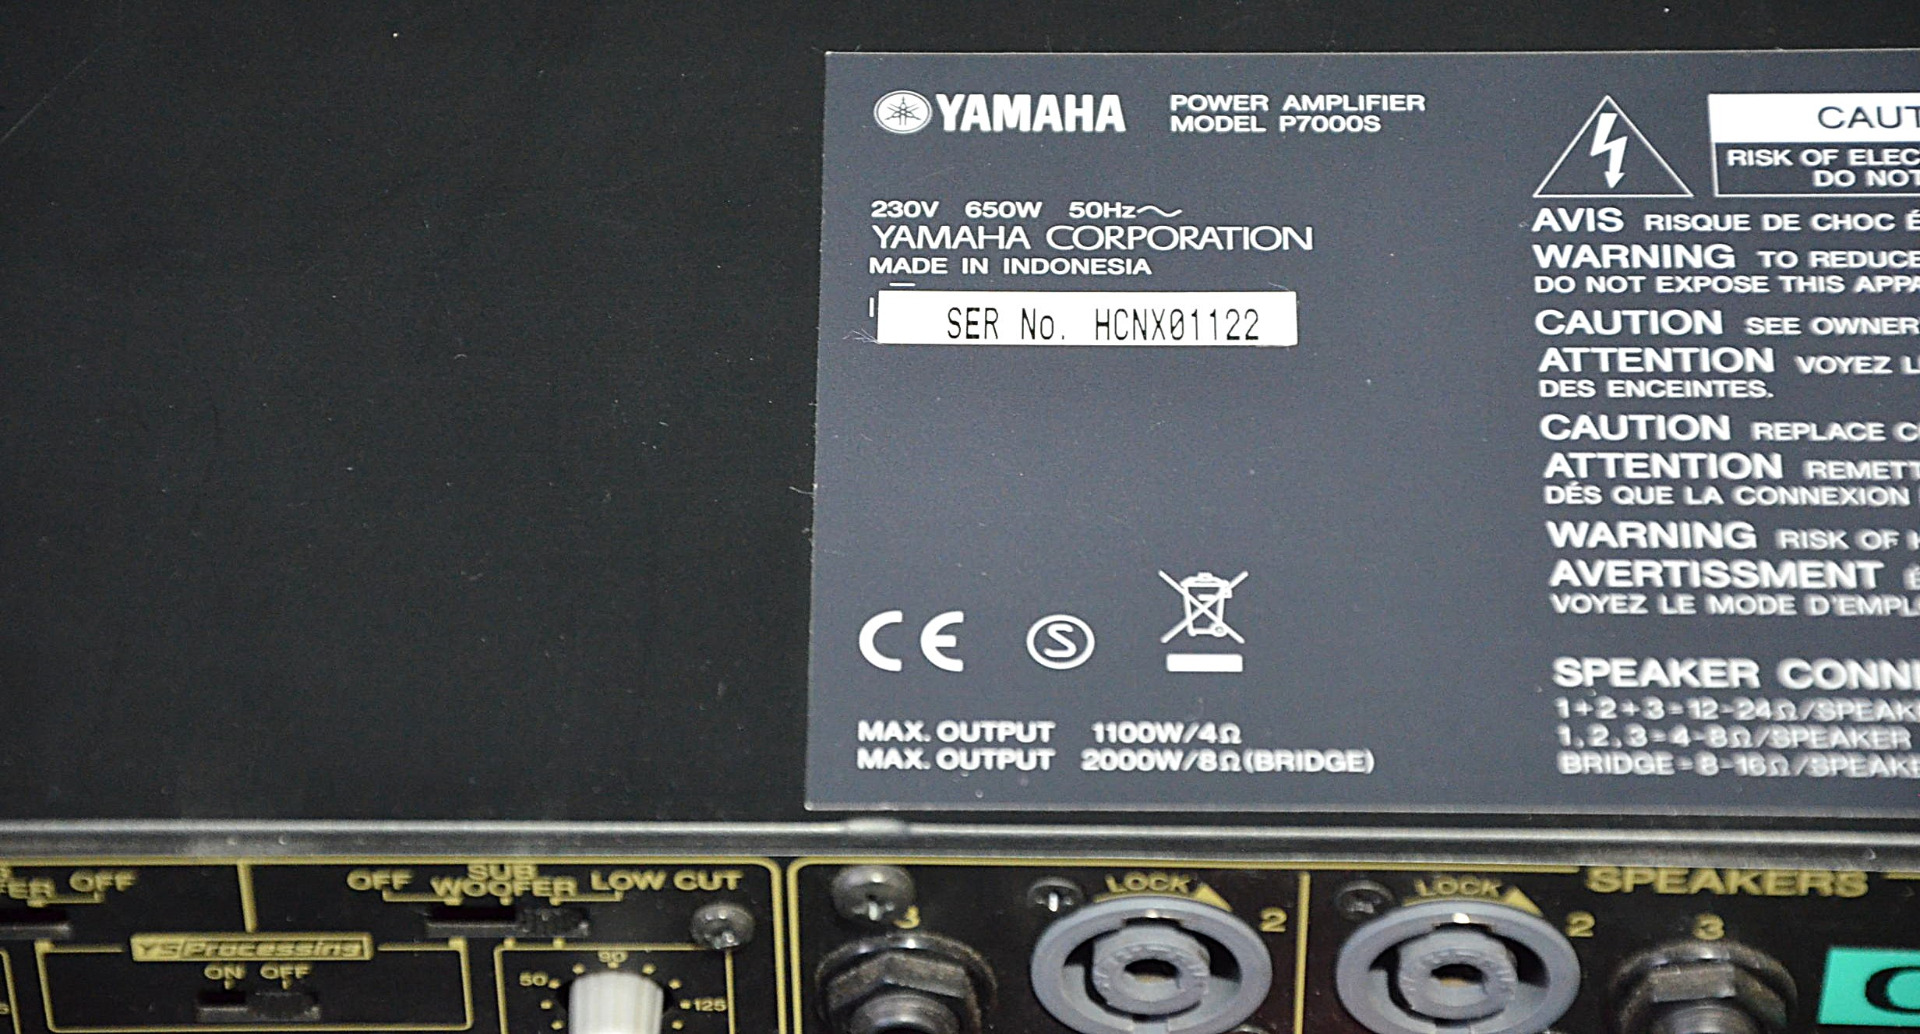 YAMAHA
POWER AMPLIFIER
MODEL P7000S
230V 650W 50Hz
YAMAHA CORPORATION
MADE IN INDONESIA
SER No. HCNX01122
CE
S
MAX. OUTPUT 1100W/4Ω
MAX. OUTPUT 2000W/8Ω(BRIDGE)
CAUT
RISK OF ELEC
DO NOT
AVIS RISQUE DE CHOC É
WARNING TO REDUCE
DO NOT EXPOSE THIS APPA
CAUTION SEE OWNER
ATTENTION VOYEZ L
DES ENCEINTES.
CAUTION REPLACE C
ATTENTION REMETT
DÉS QUE LA CONNEXION
WARNING RISK OF
AVERTISSMENT
VOYEZ LE MODE D'EMPL
SPEAKER CONN
1+2+3=12-24Ω/SPEAK
1,2,3=4-8Ω/SPEAKER
BRIDGE=8-16Ω/SPEAK
ER OFF
OFF SUB WOOFER LOW CUT
YS Processing
ON OFF
50
90
125
SPEAKERS
3
LOCK
2
LOCK
2
3